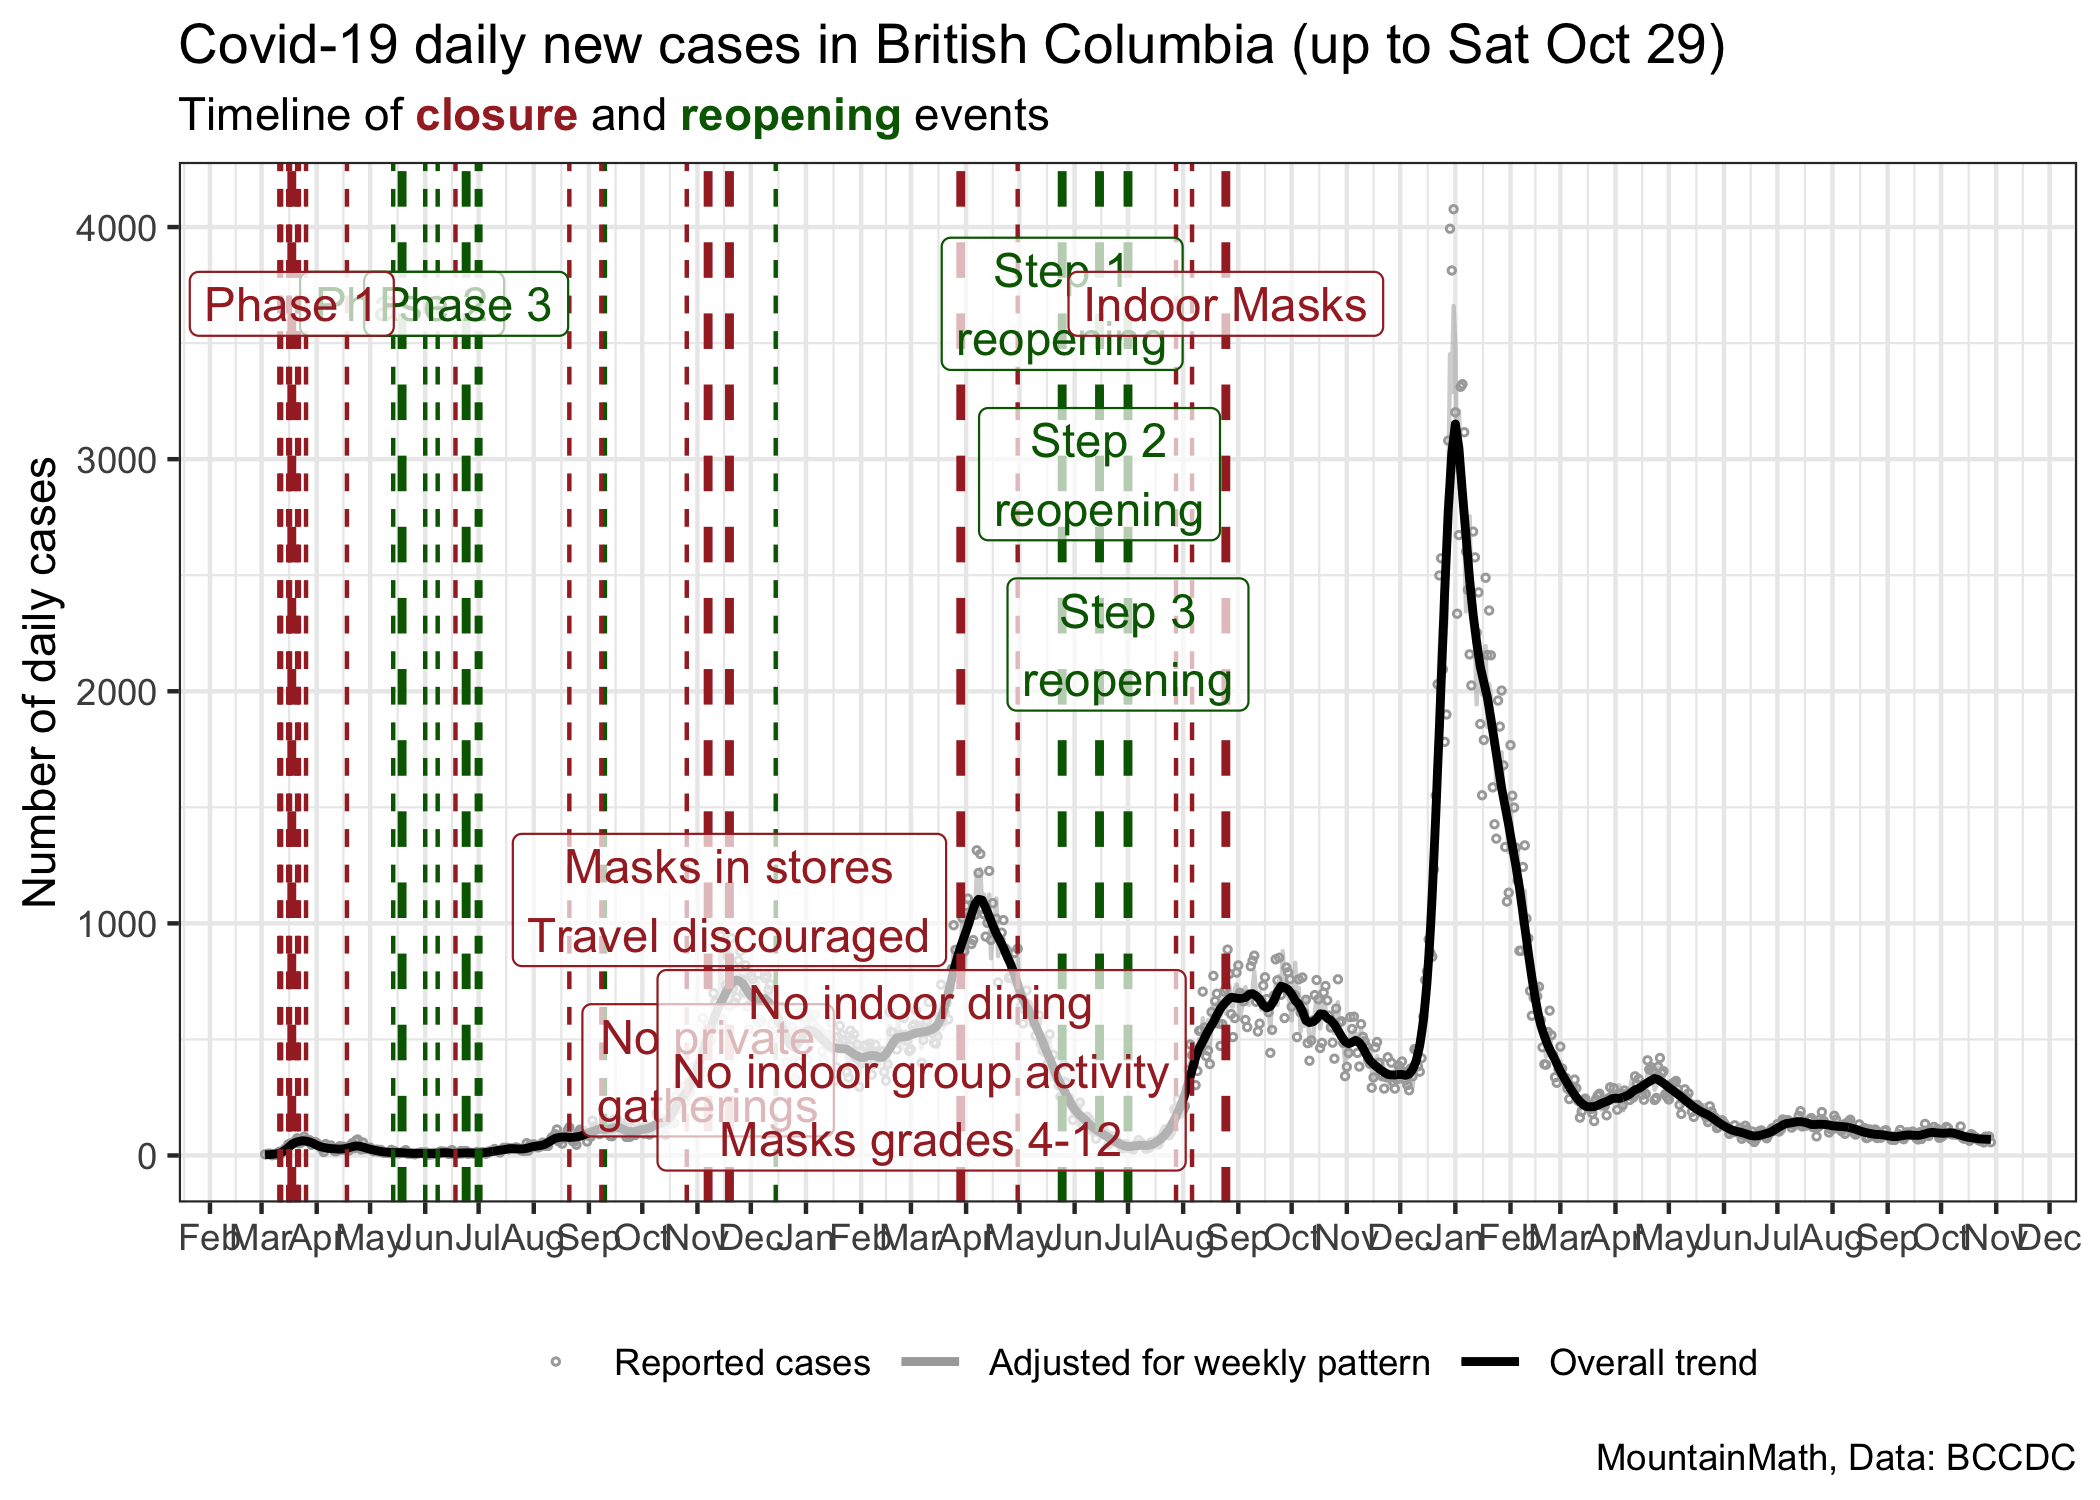 Covid-19 daily new cases in British Columbia (up to Sat Oct 29)
Timeline of closure and reopening events
Number of daily cases
4000
3000
2000
1000
0
Phase 1
Phase 2
Phase 3
Step 1
reopening
Indoor Masks
Step 2
reopening
Step 3
reopening
Masks in stores
Travel discouraged
No private
gatherings
No indoor dining
No indoor group activity
Masks grades 4-12
Feb Mar Apr May Jun Jul Aug Sep Oct Nov Dec Jan Feb Mar Apr May Jun Jul Aug Sep Oct Nov Dec Jan Feb Mar Apr May Jun Jul Aug Sep Oct Nov Dec
Reported cases Adjusted for weekly pattern Overall trend
MountainMath, Data: BCCDC